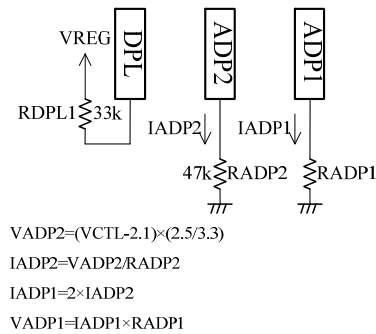 VREG
DPL
ADP2
ADP1
RDPL1
33k
IADP2
IADP1
47k
RADP2
RADP1
VADP2=(VCTL-2.1)×(2.5/3.3)
IADP2=VADP2/RADP2
IADP1=2×IADP2
VADP1=IADP1×RADP1